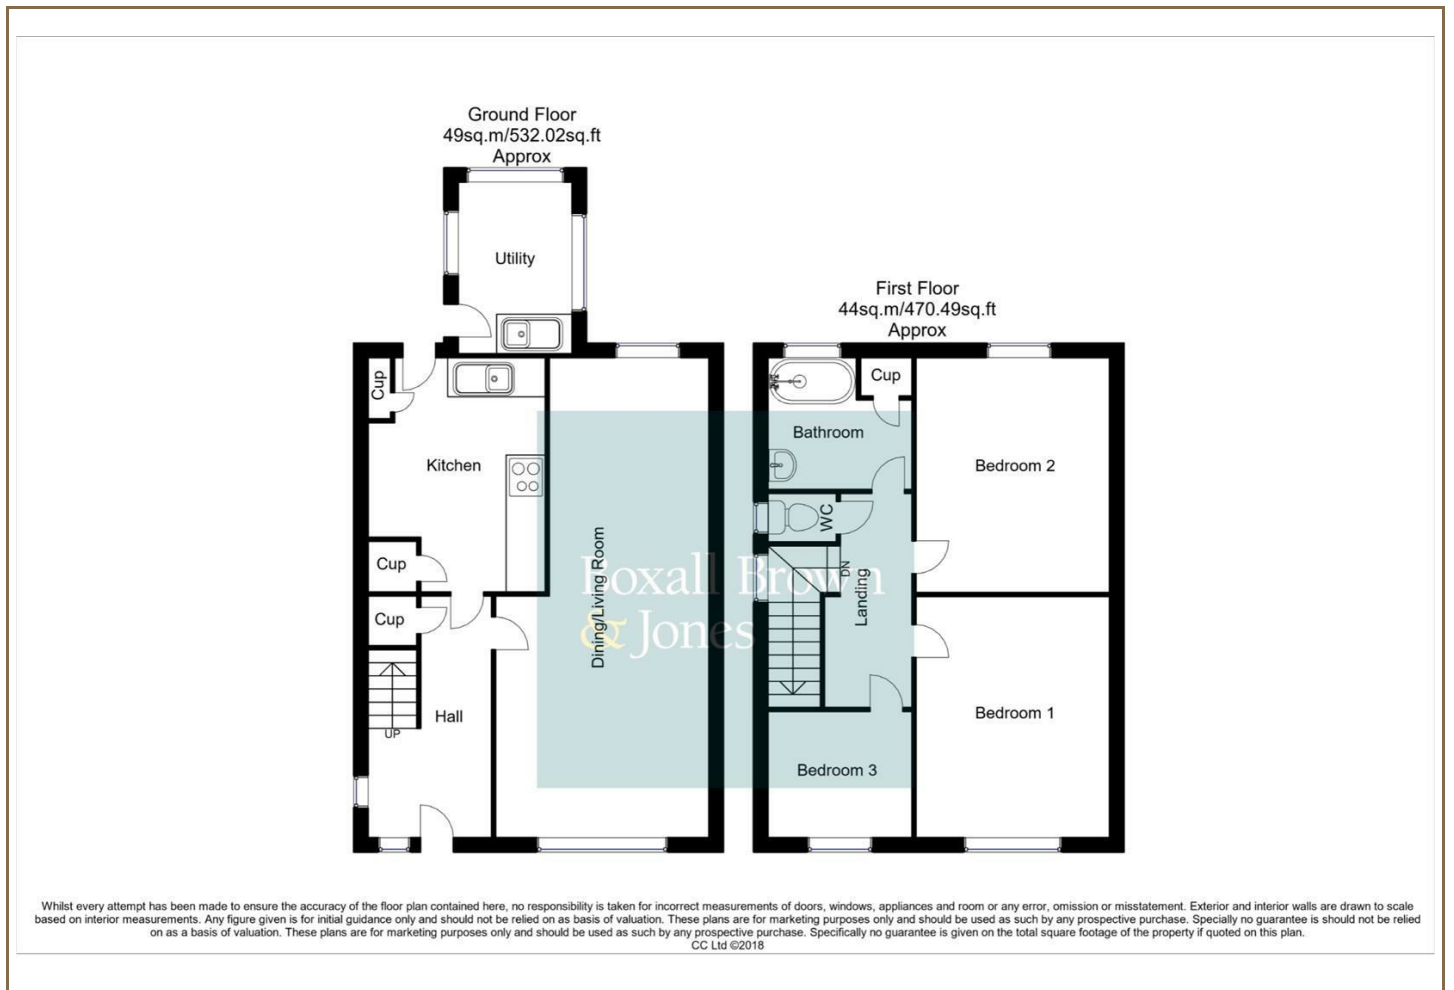 Ground Floor
49sq.m/532.02sq.ft
Approx
Utility
Cup
Kitchen
Cup
Cup
Dining/Living Room
Hall
UP
First Floor
44sq.m/470.49sq.ft
Approx
Cup
Bathroom
Bedroom 2
WC
DN
Landing
Bedroom 1
Bedroom 3
Boxall Brown
& Jones
Whilst every attempt has been made to ensure the accuracy of the floor plan contained here, no responsibility is taken for incorrect measurements of doors, windows, appliances and room or any error, omission or misstatement. Exterior and interior walls are drawn to scale
based on interior measurements. Any figure given is for initial guidance only and should not be relied on as basis of valuation. These plans are for marketing purposes only and should be used as such by any prospective purchase. Specially no guarantee is should not be relied
on as a basis of valuation. These plans are for marketing purposes only and should be used as such by any prospective purchase. Specifically no guarantee is given on the total square footage of the property if quoted on this plan.
CC Ltd ©2018